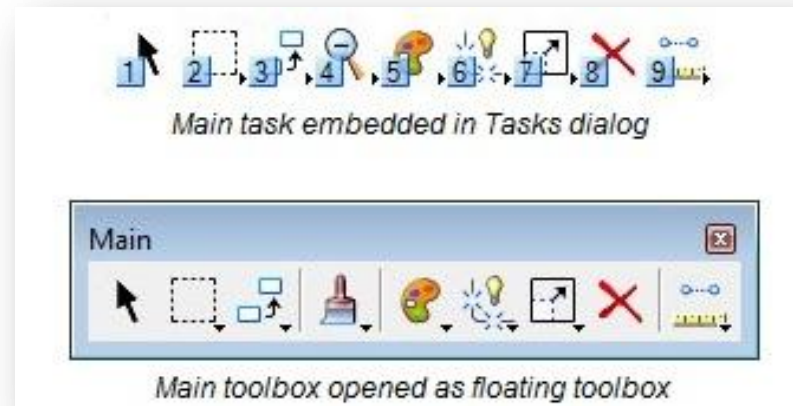 1 2 3 4 5 6 7 8 9
Main task embedded in Tasks dialog
Main
Main toolbox opened as floating toolbox